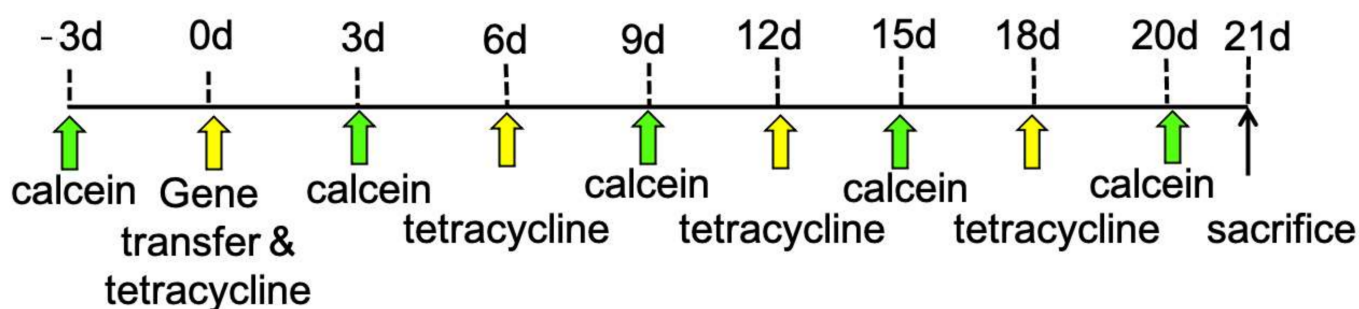 -3d 0d 3d 6d 9d 12d 15d 18d 20d 21d
calcein Gene calcein calcein calcein calcein
transfer & tetracycline tetracycline tetracycline sacrifice
tetracycline